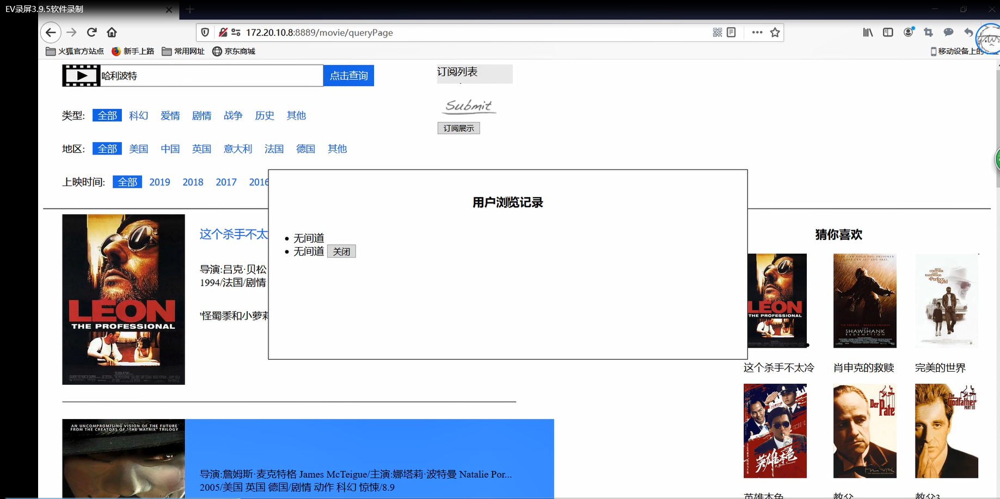 EV录屏3.9.5软件录制
172.20.10.8:8889/movie/queryPage
火狐官方站点 新手上路 常用网址 京东商城
移动设备上的
哈利波特 点击查询 订阅列表
Submit
订阅展示
类型: 全部 科幻 爱情 剧情 战争 历史 其他
地区: 全部 美国 中国 英国 意大利 法国 德国 其他
上映时间: 全部 2019 2018 2017 2016
用户浏览记录
无间道
无间道 关闭
这个杀手不太
导演:吕克·贝松
1994/法国/剧情
'怪蜀黍和小萝莉
LEON
THE PROFESSIONAL
猜你喜欢
LEON
THE PROFESSIONAL
SHAWSHANK
REDEMPTION
这个杀手不太冷 肖申克的救赎 完美的世界
英雄本色
Der Pate
The Godfather
PART III
英雄本色 教父 教父3
AN UNCOMPROMISING VISION OF THE FUTURE
FROM THE CREATORS OF "THE MATRIX" TRILOGY
导演:詹姆斯·麦克特格 James McTeigue/主演:娜塔莉·波特曼 Natalie Por...
2005/美国 英国 德国/剧情 动作 科幻 惊悚/8.9